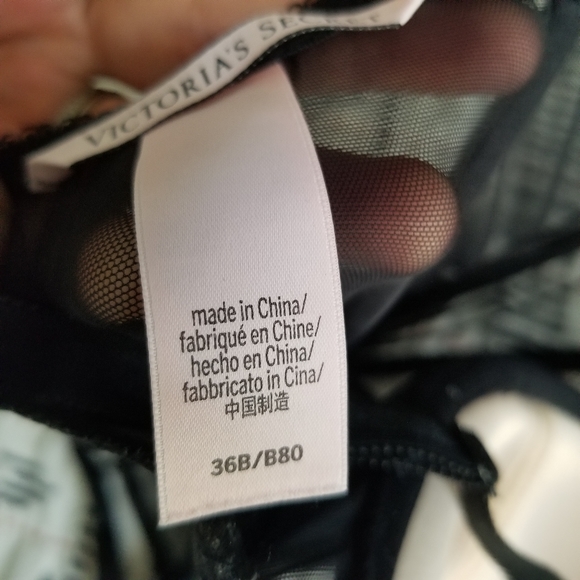 VICTORIA'S SECRET
made in China/
fabriqué en Chine/
hecho en China/
fabbricato in Cina/
中国制造
36B/B80